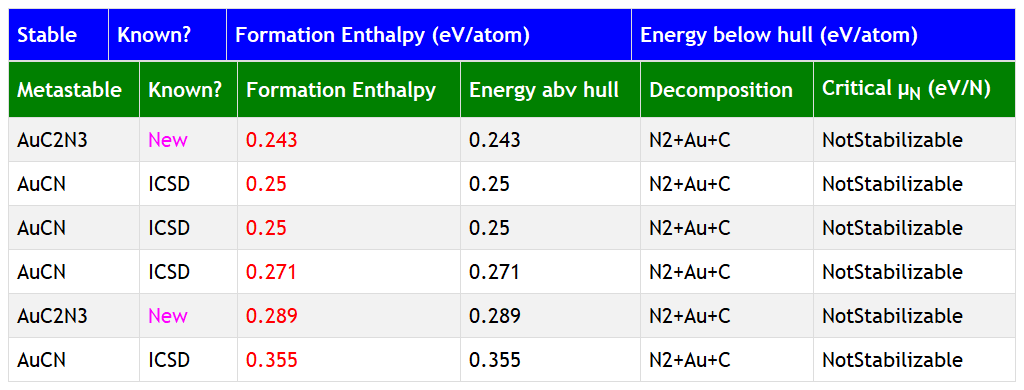 Stable Known? Formation Enthalpy (eV/atom) Energy below hull (eV/atom)
Metastable Known? Formation Enthalpy Energy abv hull Decomposition Critical μN (eV/N)
AuC2N3 New 0.243 0.243 N2+Au+C NotStabilizable
AuCN ICSD 0.25 0.25 N2+Au+C NotStabilizable
AuCN ICSD 0.25 0.25 N2+Au+C NotStabilizable
AuCN ICSD 0.271 0.271 N2+Au+C NotStabilizable
AuC2N3 New 0.289 0.289 N2+Au+C NotStabilizable
AuCN ICSD 0.355 0.355 N2+Au+C NotStabilizable